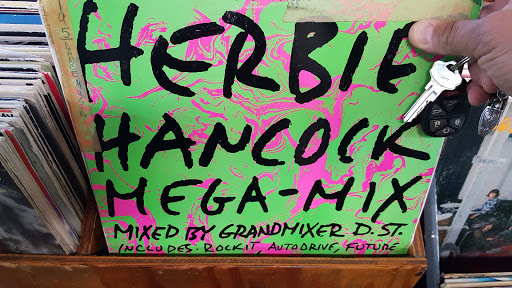 HERBIE
HANCOCK
MEGA-MIX
MIXED BY GRANDMIXER D. ST.
INCLUDES: ROCKIT, AUTODRIVE, FUTURE